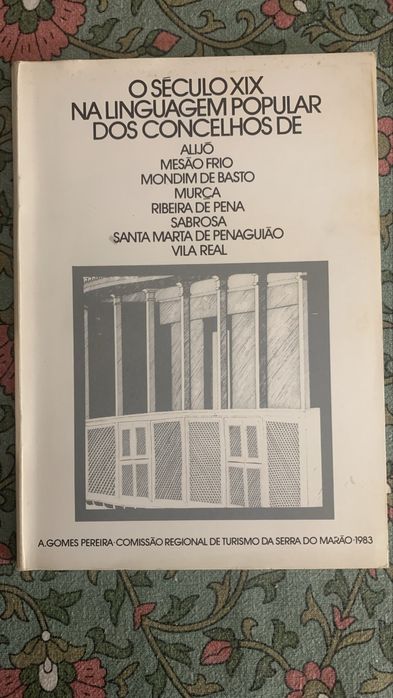 O SÉCULO XIX
NA LINGUAGEM POPULAR
DOS CONCELHOS DE
ALIJÓ
MESÃO FRIO
MONDIM DE BASTO
MURÇA
RIBEIRA DE PENA
SABROSA
SANTA MARTA DE PENAGUIÃO
VILA REAL
A. GOMES PEREIRA · COMISSÃO REGIONAL DE TURISMO DA SERRA DO MARÃO · 1983